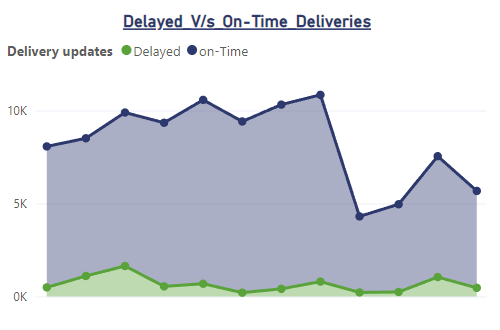 Delayed_V/s_On-Time_Deliveries
Delivery updates Delayed on-Time
10K
5K
0K